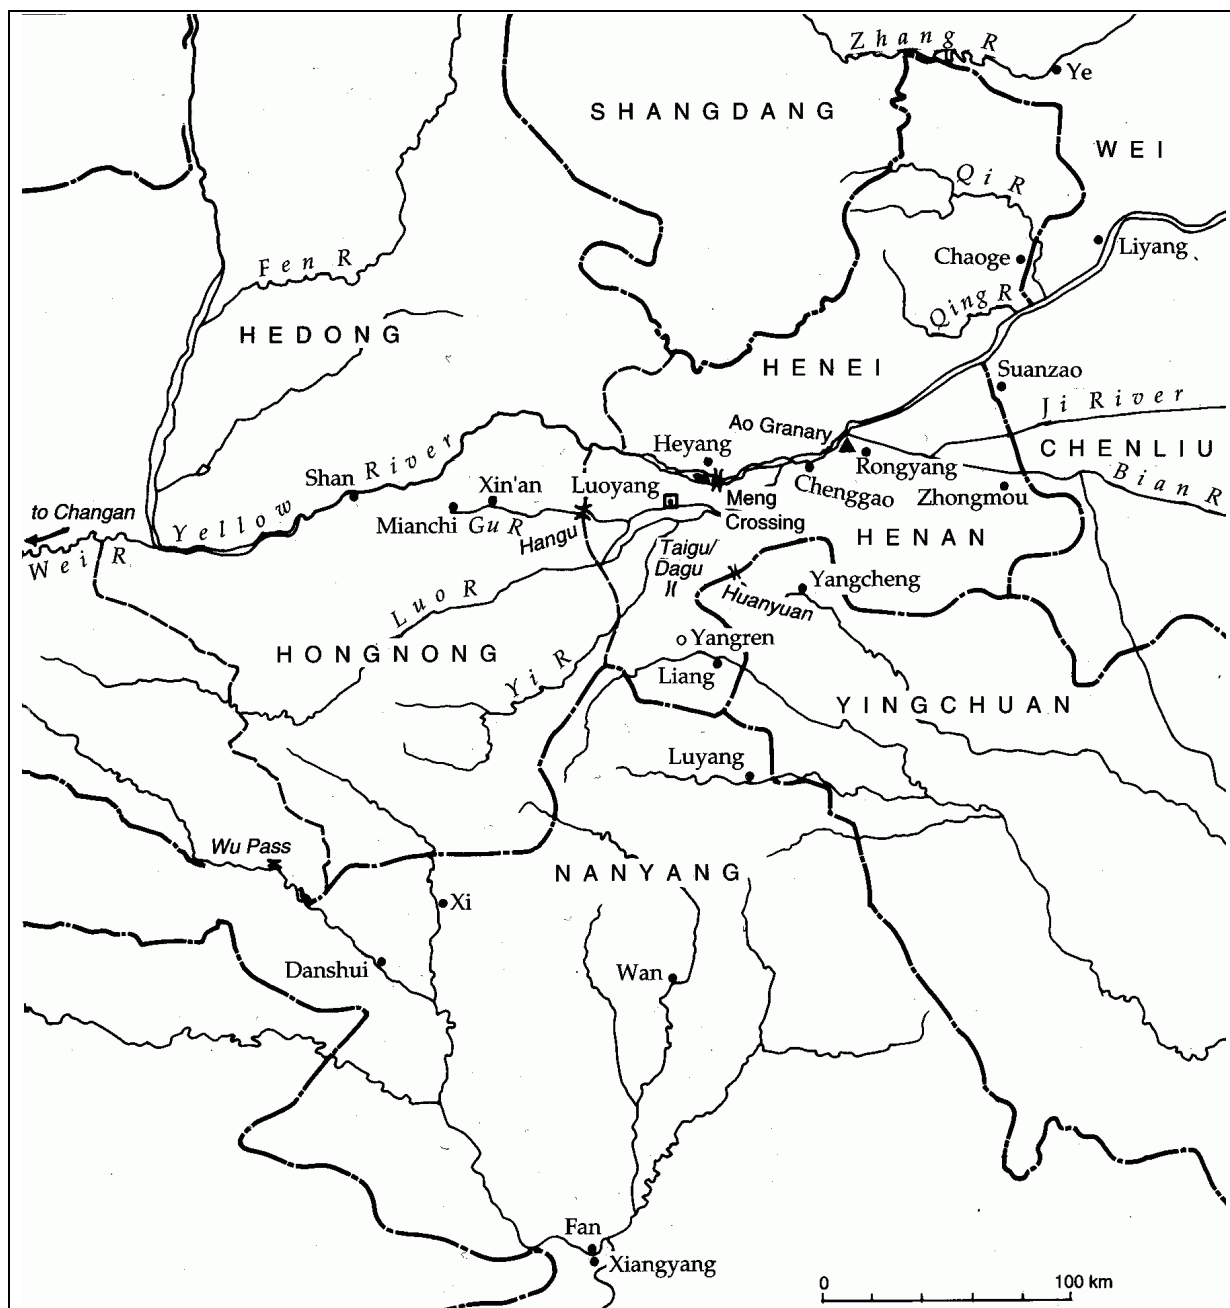 Zhang R
Ye
SHANGDANG
WEI
Qi R
Liyang
Chaoge
Fen R
Qing R
HEDONG
HENEI
Suanzao
Ji River
Ao Granary
CHENLIU
Heyang
Rongyang
Shan
Yellow River
Xin'an
Luoyang
Chenggao
Zhongmou
Bian R
Meng
Crossing
to Changan
Mianchi
Gu R
Hangu
HENAN
Wei R
Taigu/
Dagu
Yangcheng
Huanyuan
Luo R
HONGNONG
Yangren
Yi R
Liang
YINGCHUAN
Luyang
Wu Pass
NANYANG
Xi
Danshui
Wan
Fan
Xiangyang
0 100 km